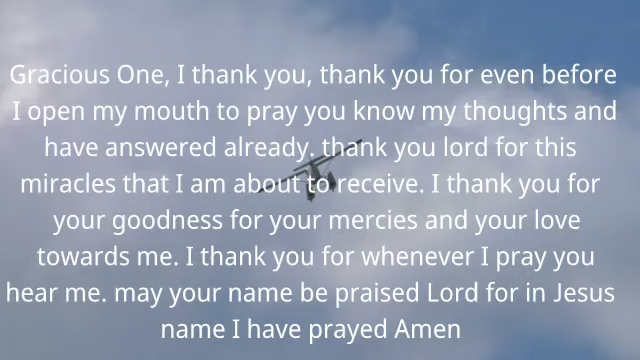 Gracious One, I thank you, thank you for even before
I open my mouth to pray you know my thoughts and
have answered already. thank you lord for this
miracles that I am about to receive. I thank you for
your goodness for your mercies and your love
towards me. I thank you for whenever I pray you
hear me. may your name be praised Lord for in Jesus
name I have prayed Amen